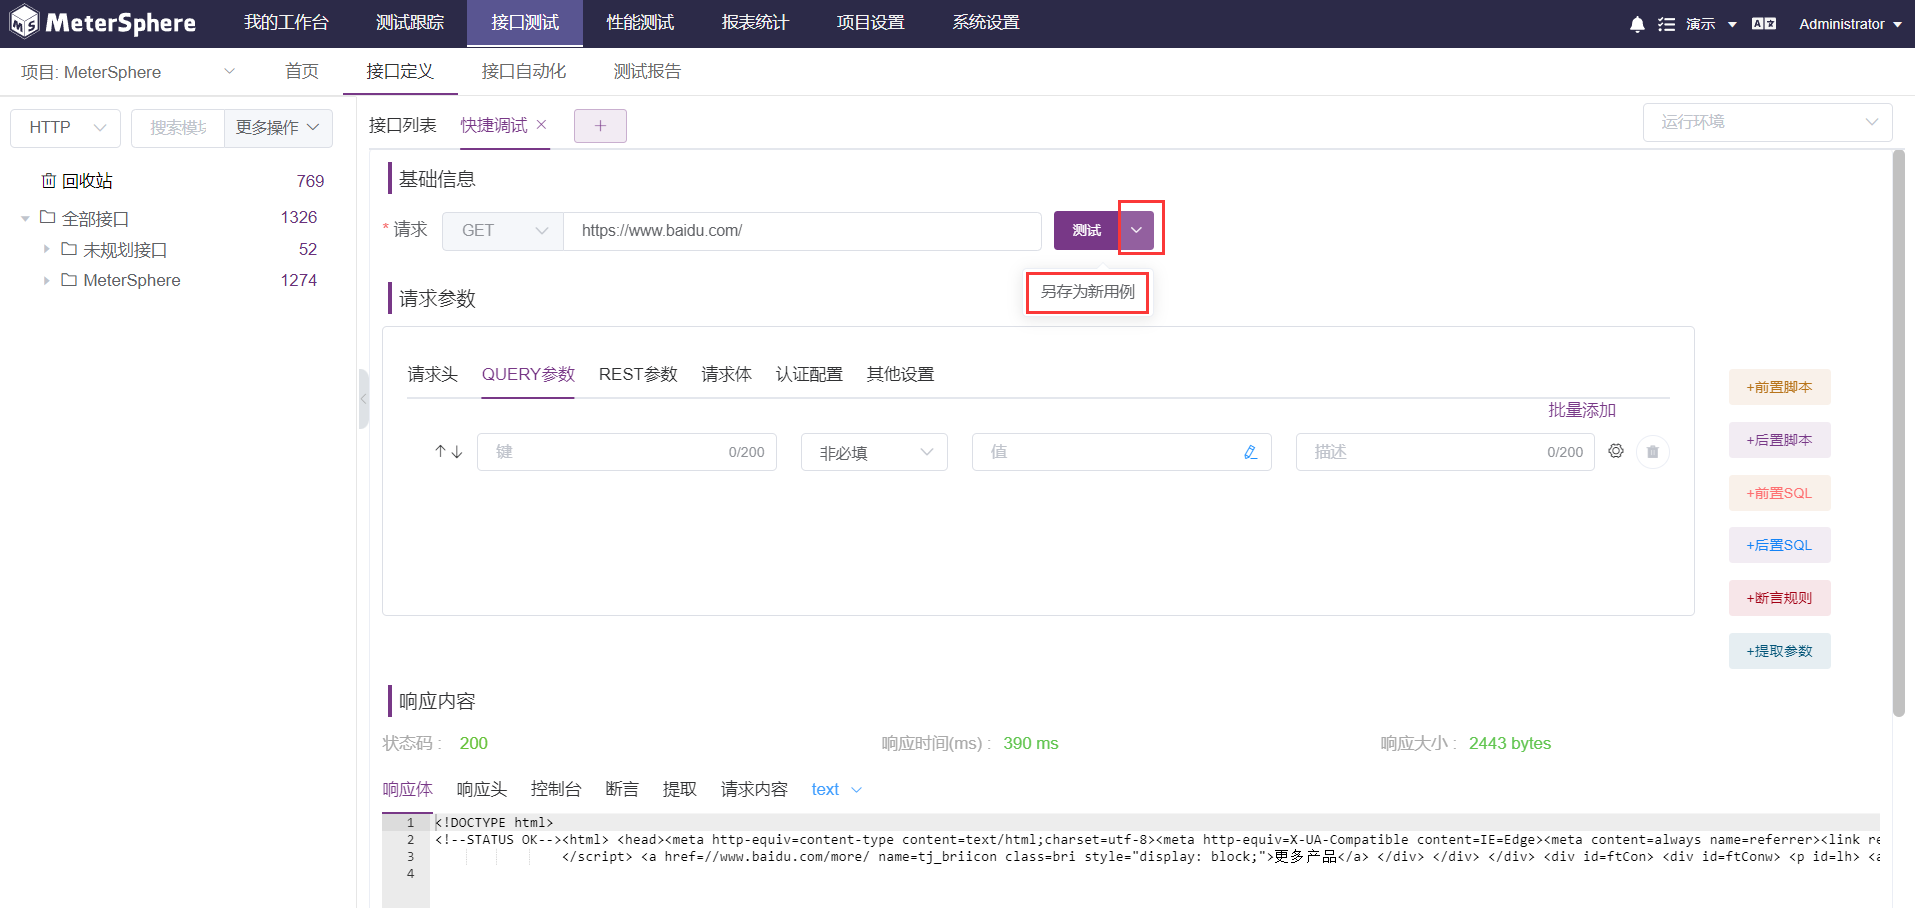 MeterSphere 我的工作台 测试跟踪 接口测试 性能测试 报表统计 项目设置 系统设置 演示 Administrator
项目: MeterSphere 首页 接口定义 接口自动化 测试报告
HTTP 搜索模块 更多操作
接口列表 快捷调试 + 运行环境
回收站 769
全部接口 1326
未规划接口 52
MeterSphere 1274
基础信息
* 请求 GET https://www.baidu.com/ 测试
另存为新用例
请求参数
请求头 QUERY参数 REST参数 请求体 认证配置 其他设置
批量添加
键 0/200 非必填 值 描述 0/200
+前置脚本
+后置脚本
+前置SQL
+后置SQL
+断言规则
+提取参数
响应内容
状态码 : 200 响应时间(ms) : 390 ms 响应大小 : 2443 bytes
响应体 响应头 控制台 断言 提取 请求内容 text
1 <!DOCTYPE html>
2 <!--STATUS OK--><html> <head><meta http-equiv=content-type content=text/html;charset=utf-8><meta http-equiv=X-UA-Compatible content=IE=Edge><meta content=always name=referrer><link re
3 </script> <a href=//www.baidu.com/more/ name=tj_briicon class=bri style="display: block;">更多产品</a> </div> </div> </div> <div id=ftCon> <div id=ftConw> <p id=lh> <a
4